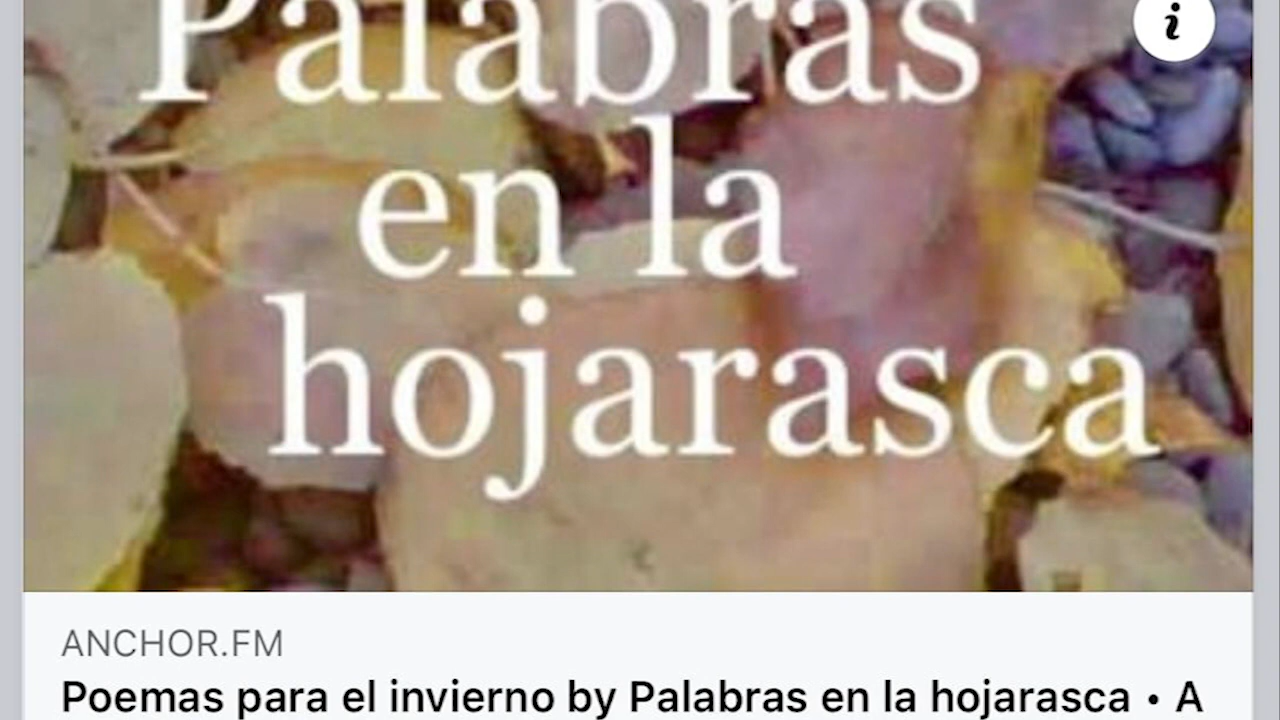 Palabras
en la
hojarasca
i
ANCHOR.FM
Poemas para el invierno by Palabras en la hojarasca • A